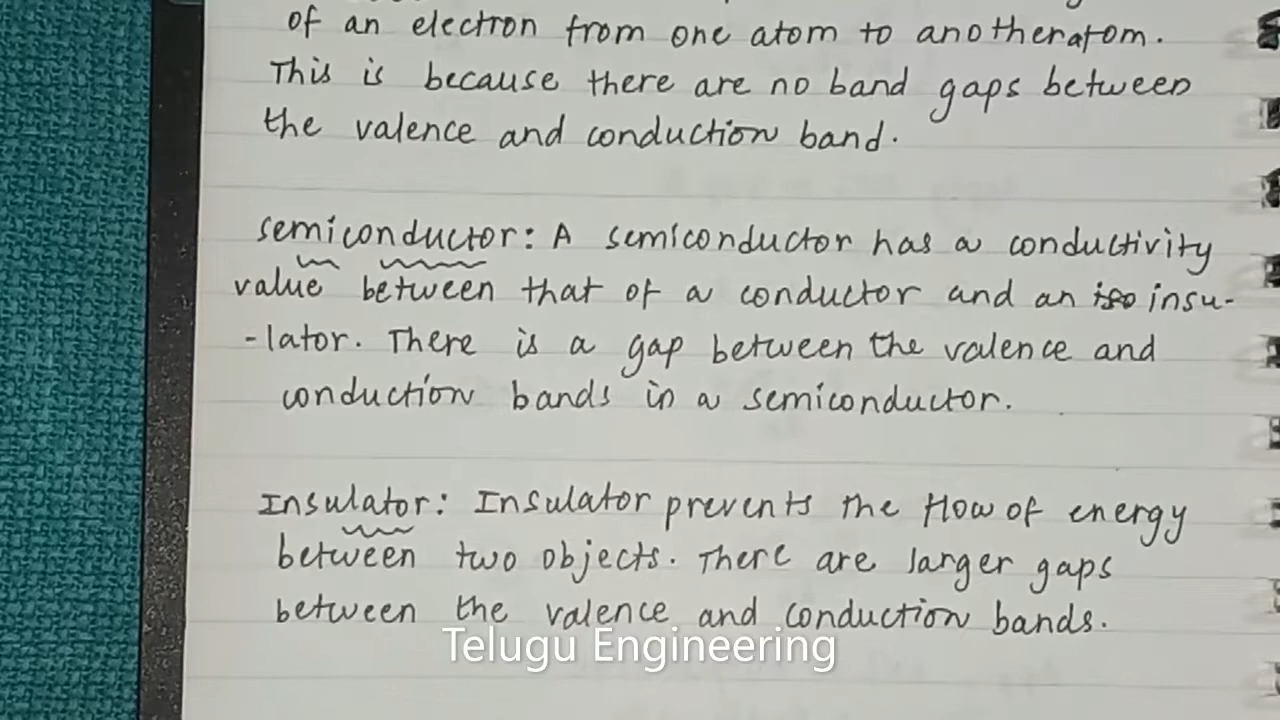 of an electron from one atom to another atom.
This is because there are no band gaps between
the valence and conduction band.
semiconductor: A semiconductor has a conductivity
value between that of a conductor and an insu-
-lator. There is a gap between the valence and
conduction bands in a semiconductor.
Insulator: Insulator prevents the flow of energy
between two objects. There are larger gaps
between the valence and conduction bands.
Telugu Engineering